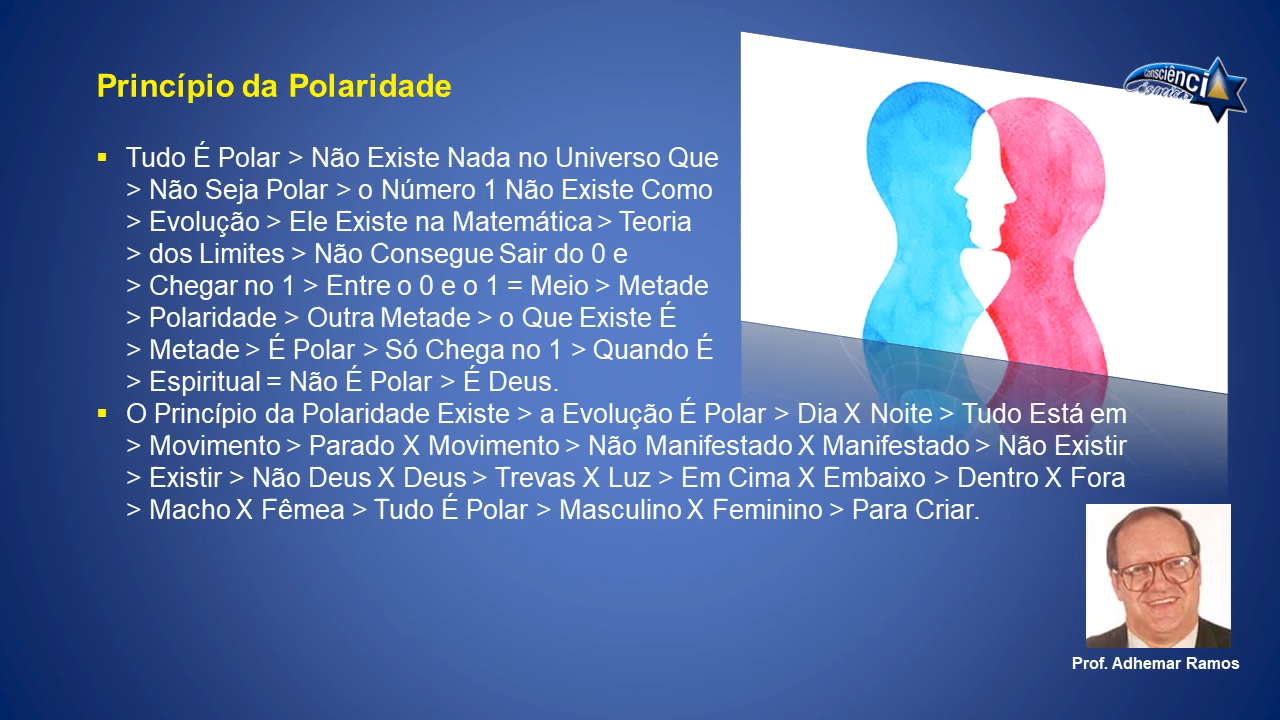 Princípio da Polaridade
consciênci
▪ Tudo É Polar > Não Existe Nada no Universo Que
> Não Seja Polar > o Número 1 Não Existe Como
> Evolução > Ele Existe na Matemática > Teoria
> dos Limites > Não Consegue Sair do 0 e
> Chegar no 1 > Entre o 0 e o 1 = Meio > Metade
> Polaridade > Outra Metade > o Que Existe É
> Metade > É Polar > Só Chega no 1 > Quando É
> Espiritual = Não É Polar > É Deus.
▪ O Princípio da Polaridade Existe > a Evolução É Polar > Dia X Noite > Tudo Está em
> Movimento > Parado X Movimento > Não Manifestado X Manifestado > Não Existir
> Existir > Não Deus X Deus > Trevas X Luz > Em Cima X Embaixo > Dentro X Fora
> Macho X Fêmea > Tudo É Polar > Masculino X Feminino > Para Criar.
Prof. Adhemar Ramos